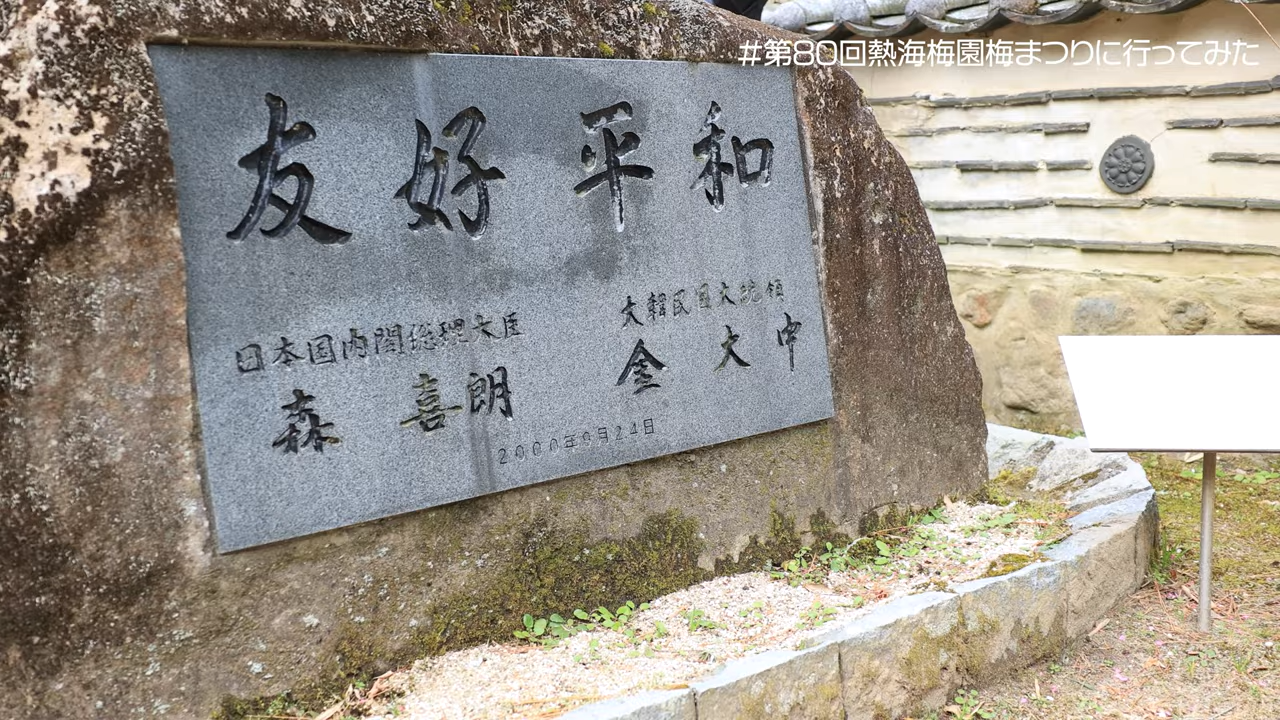 #第80回熱海梅園梅まつりに行ってみた
友好平和
日本国内閣総理大臣
森喜朗
大韓民国大統領
金大中
2000年9月24日